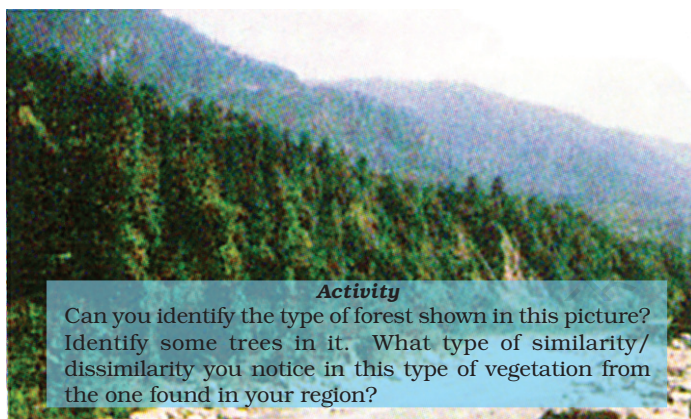 Activity
Can you identify the type of forest shown in this picture?
Identify some trees in it. What type of similarity/
dissimilarity you notice in this type of vegetation from
the one found in your region?